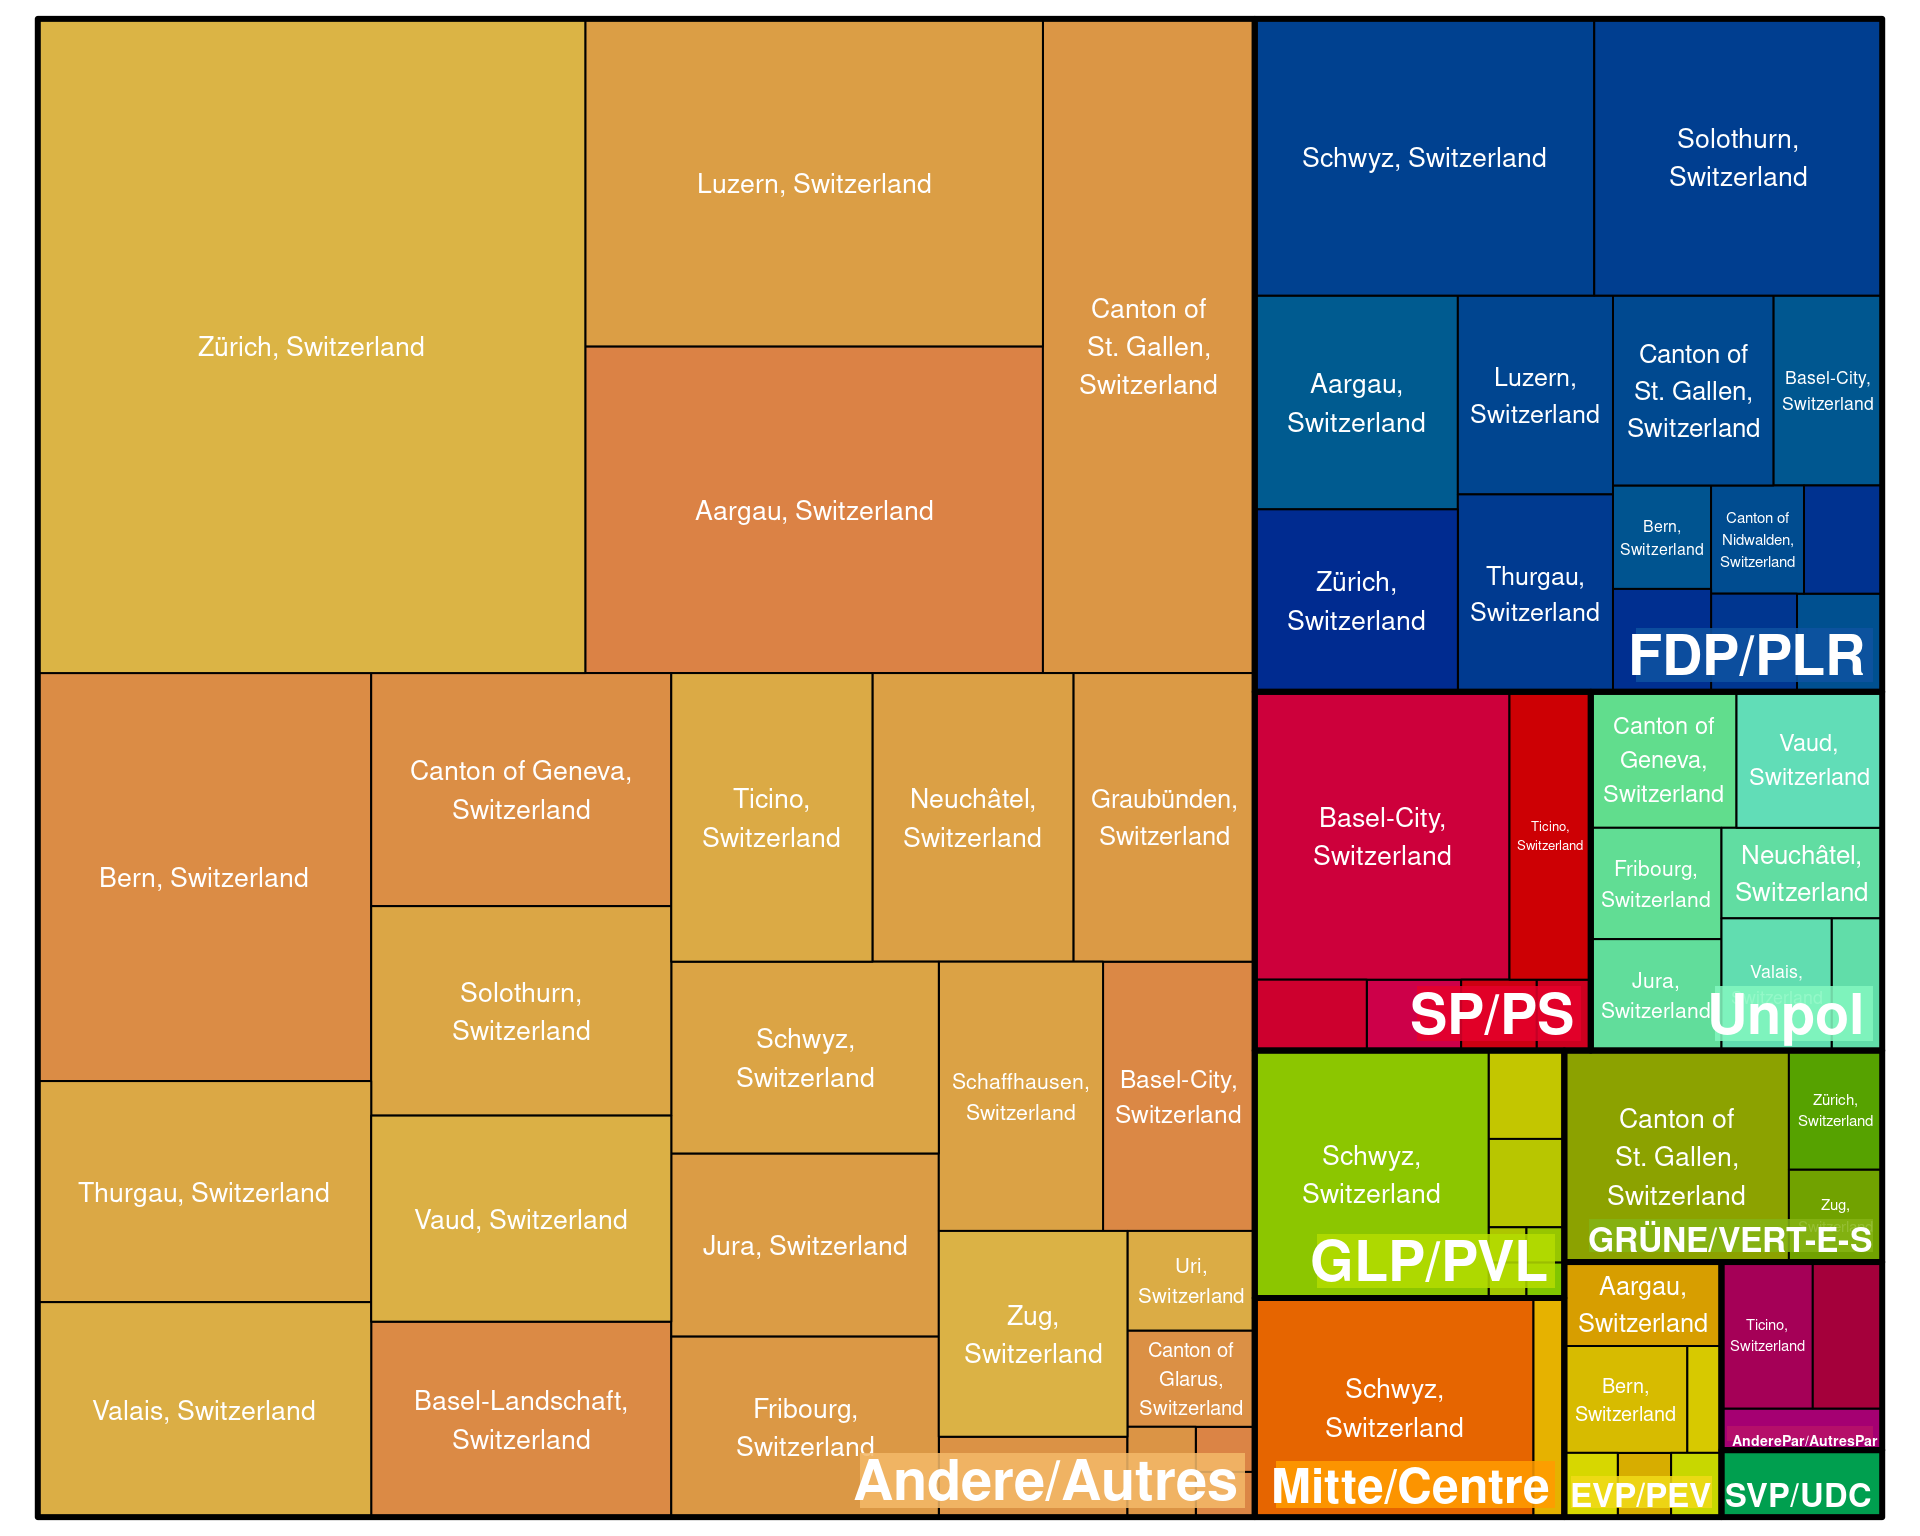 Zürich, Switzerland
Luzern, Switzerland
Aargau, Switzerland
Canton of
St. Gallen,
Switzerland
Bern, Switzerland
Thurgau, Switzerland
Valais, Switzerland
Canton of Geneva,
Switzerland
Solothurn,
Switzerland
Vaud, Switzerland
Basel-Landschaft,
Switzerland
Ticino,
Switzerland
Neuchâtel,
Switzerland
Graubünden,
Switzerland
Schwyz,
Switzerland
Jura, Switzerland
Fribourg,
Switzerland
Schaffhausen,
Switzerland
Basel-City,
Switzerland
Zug,
Switzerland
Uri,
Switzerland
Canton of
Glarus,
Switzerland
Andere/Autres
Schwyz, Switzerland
Solothurn,
Switzerland
Aargau,
Switzerland
Zürich,
Switzerland
Luzern,
Switzerland
Thurgau,
Switzerland
Canton of
St. Gallen,
Switzerland
Basel-City,
Switzerland
Bern,
Switzerland
Canton of
Nidwalden,
Switzerland
FDP/PLR
Basel-City,
Switzerland
Ticino,
Switzerland
SP/PS
Canton of
Geneva,
Switzerland
Vaud,
Switzerland
Fribourg,
Switzerland
Neuchâtel,
Switzerland
Jura,
Switzerland
Valais,
Switzerland
Unpol
Schwyz,
Switzerland
GLP/PVL
Canton of
St. Gallen,
Switzerland
Zürich,
Switzerland
Zug,
Switzerland
GRÜNE/VERT-E-S
Schwyz,
Switzerland
Mitte/Centre
Aargau,
Switzerland
Bern,
Switzerland
EVP/PEV
Ticino,
Switzerland
AnderePar/AutresPar
SVP/UDC